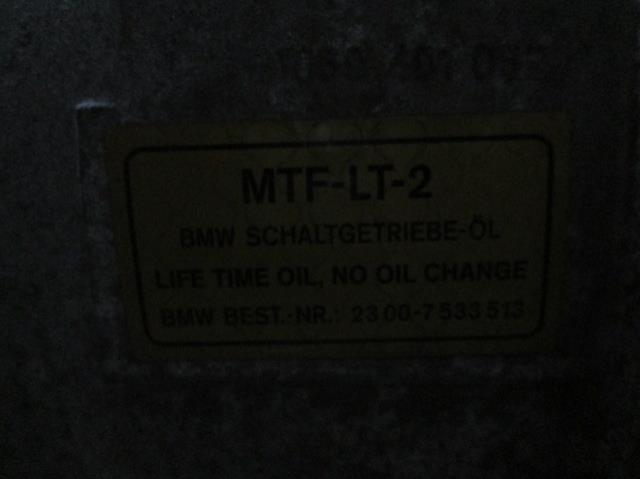 MTF-LT-2
BMW SCHALTGETRIEBE-ÖL
LIFE TIME OIL, NO OIL CHANGE
BMW BEST.-NR.: 23 00-7 533 513